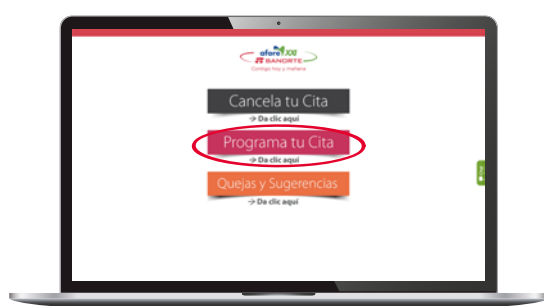 afore XXI
BANORTE
Contigo hoy y mañana
Cancela tu Cita
→ Da clic aquí
Programa tu Cita
→ Da clic aquí
Quejas y Sugerencias
→ Da clic aquí